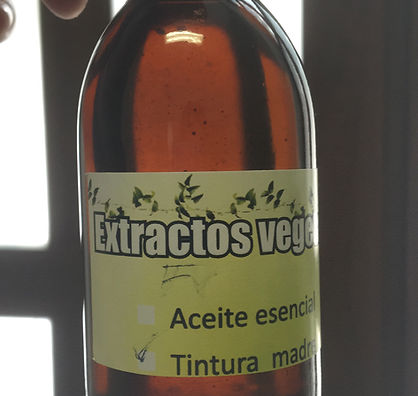 Extractos vege
Aceite esencial
Tintura madr